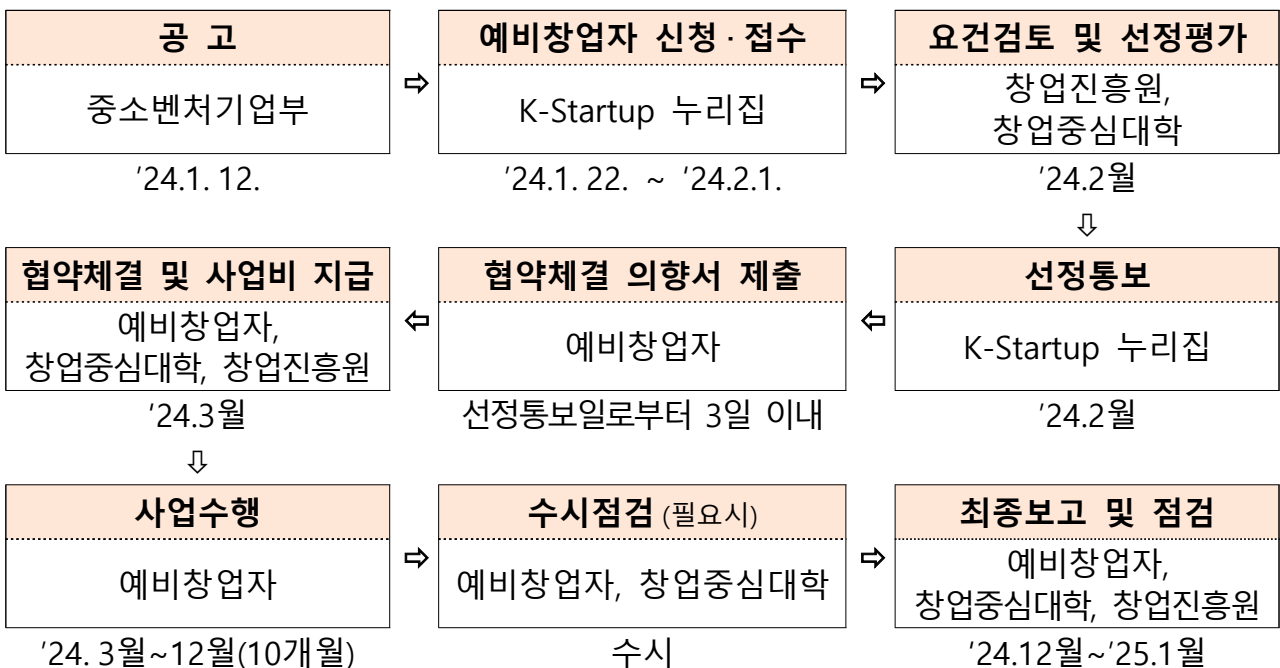 공 고
중소벤처기업부
'24.1. 12.
⇨
예비창업자 신청 · 접수
K-Startup 누리집
'24.1. 22. ~ '24.2.1.
⇨
요건검토 및 선정평가
창업진흥원,
창업중심대학
'24.2월
⇩
선정통보
K-Startup 누리집
'24.2월
⇦
협약체결 의향서 제출
예비창업자
선정통보일로부터 3일 이내
⇦
협약체결 및 사업비 지급
예비창업자,
창업중심대학, 창업진흥원
'24.3월
⇩
사업수행
예비창업자
'24. 3월~12월(10개월)
⇨
수시점검 (필요시)
예비창업자, 창업중심대학
수시
⇨
최종보고 및 점검
예비창업자,
창업중심대학, 창업진흥원
'24.12월~'25.1월